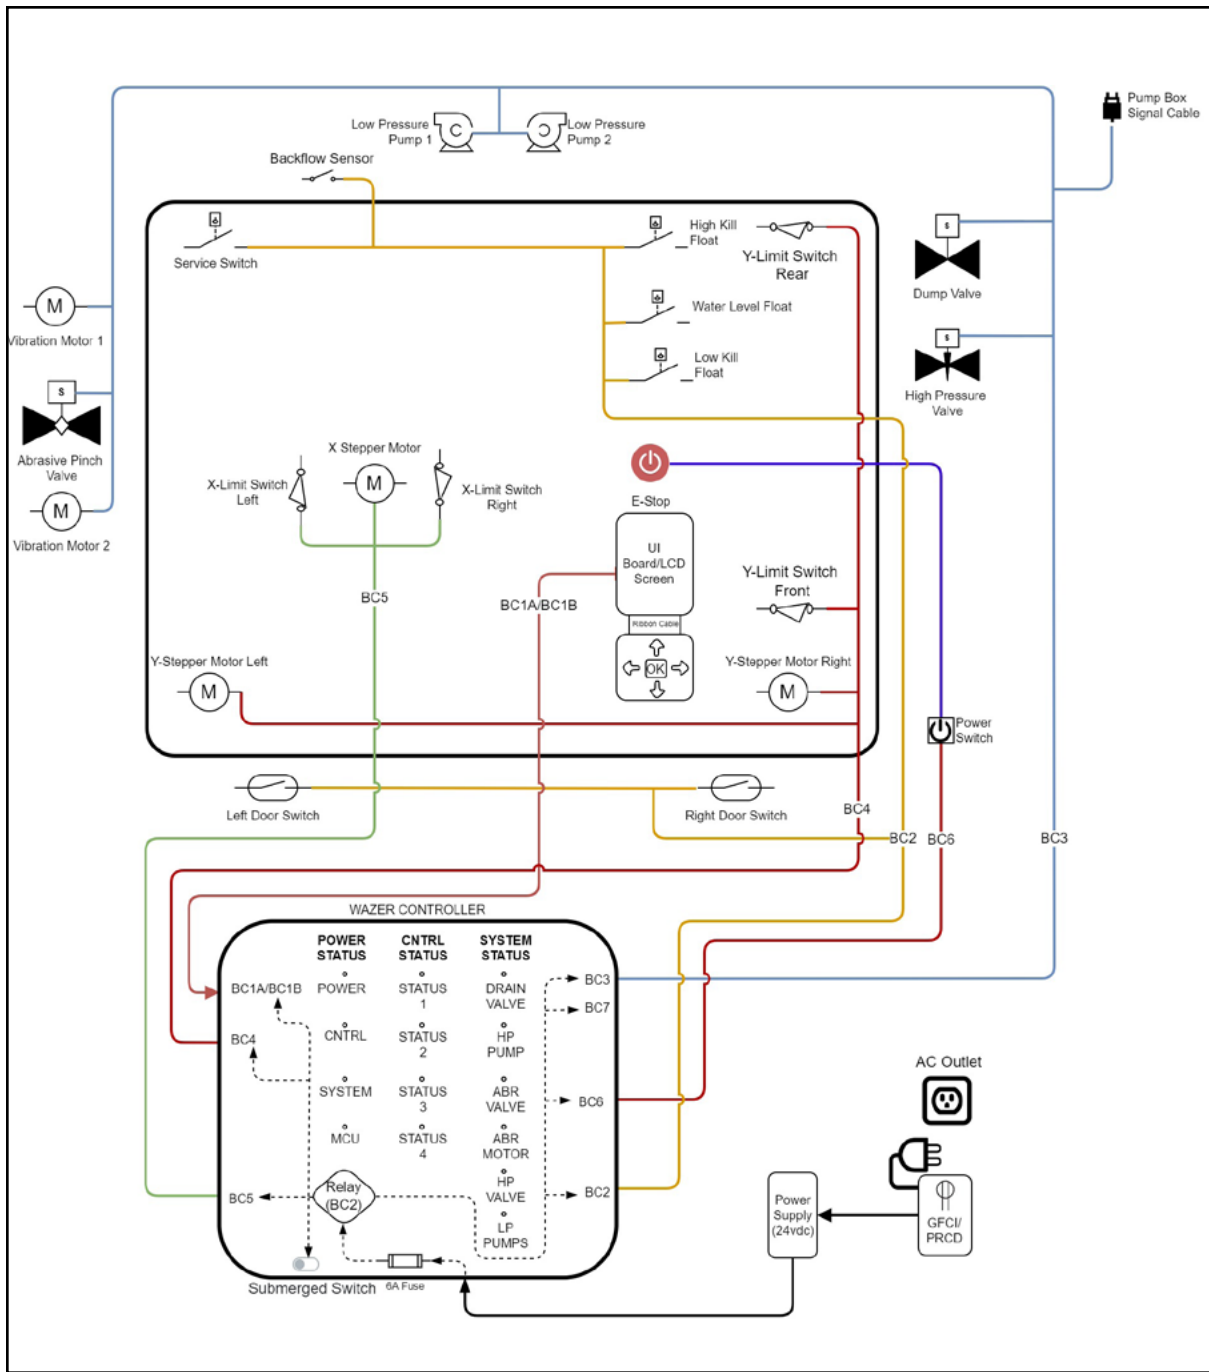 Pump Box
Signal Cable
Low Pressure
Pump 1
C
C
Low Pressure
Pump 2
Backflow Sensor
Service Switch
High Kill
Float
Y-Limit Switch
Rear
S
Dump Valve
Water Level Float
M
Vibration Motor 1
S
High Pressure
Valve
Low Kill
Float
S
Abrasive Pinch
Valve
X Stepper Motor
M
X-Limit Switch
Left
X-Limit Switch
Right
M
Vibration Motor 2
E-Stop
UI
Board/LCD
Screen
Ribbon Cable
OK
BC5
BC1A/BC1B
Y-Limit Switch
Front
Y-Stepper Motor Left
M
Y-Stepper Motor Right
M
Power
Switch
Left Door Switch
Right Door Switch
BC4
BC2
BC6
BC3
WAZER CONTROLLER
POWER
STATUS
CNTRL
STATUS
SYSTEM
STATUS
BC1A/BC1B
POWER
STATUS
1
DRAIN
VALVE
BC3
BC7
BC4
CNTRL
STATUS
2
HP
PUMP
SYSTEM
STATUS
3
ABR
VALVE
BC6
MCU
STATUS
4
ABR
MOTOR
BC5
Relay
(BC2)
HP
VALVE
BC2
LP
PUMPS
Submerged Switch
6A Fuse
AC Outlet
Power
Supply
(24vdc)
GFCI/
PRCD